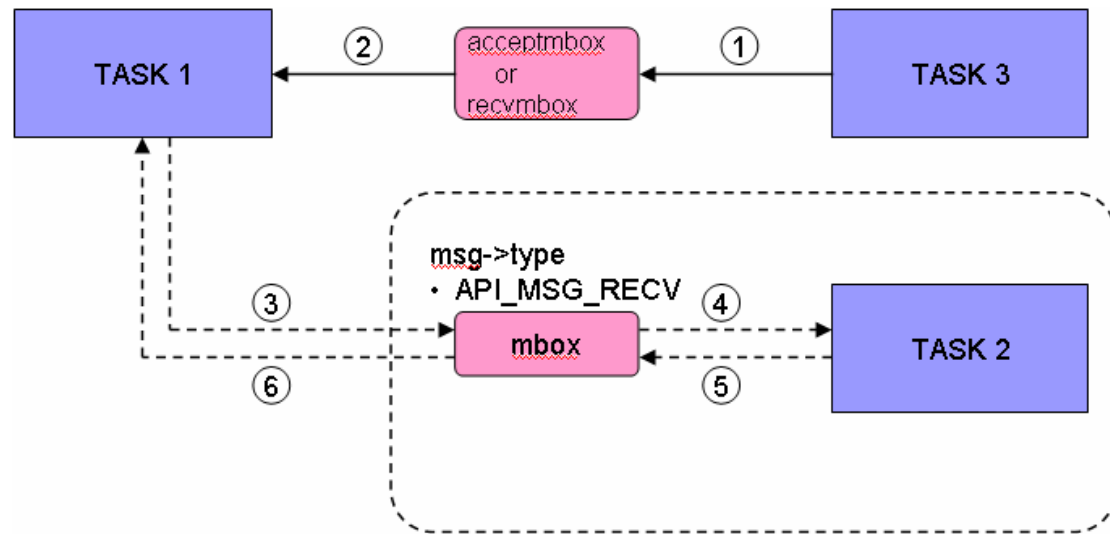 TASK 1
②
acceptmbox
or
recvmbox
①
TASK 3
msg->type
• API_MSG_RECV
③
mbox
④
TASK 2
⑥
⑤